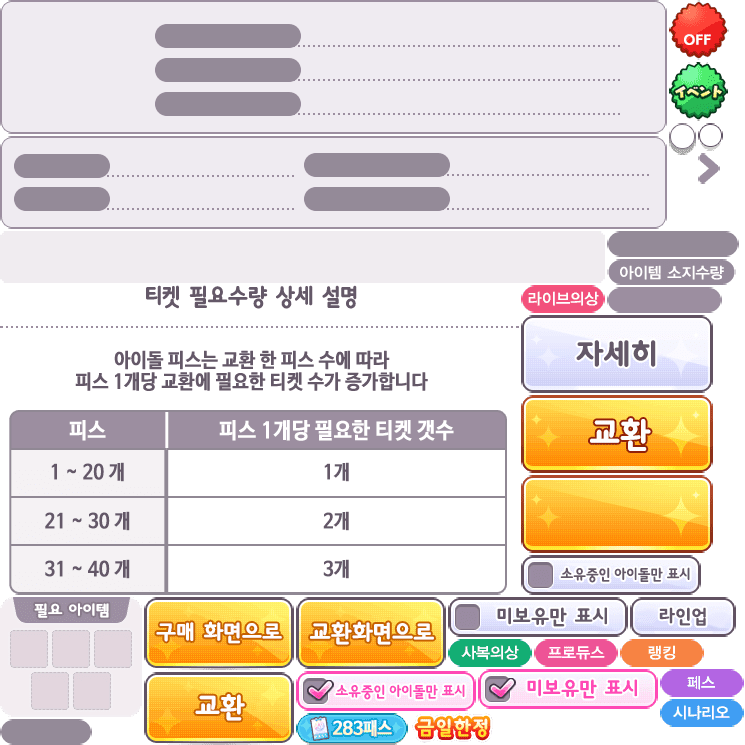 OFF
イベント
아이템 소지수량
티켓 필요수량 상세 설명
라이브의상
자세히
아이돌 피스는 교환 한 피스 수에 따라
피스 1개당 교환에 필요한 티켓 수가 증가합니다
교환
피스 피스 1개당 필요한 티켓 갯수
1 ~ 20 개 1개
21 ~ 30 개 2개
31 ~ 40 개 3개
소유중인 아이돌만 표시
필요 아이템
구매 화면으로
교환화면으로
미보유만 표시
라인업
사복의상
프로듀스
랭킹
교환
소유중인 아이돌만 표시
미보유만 표시
페스
283패스
금일한정
시나리오